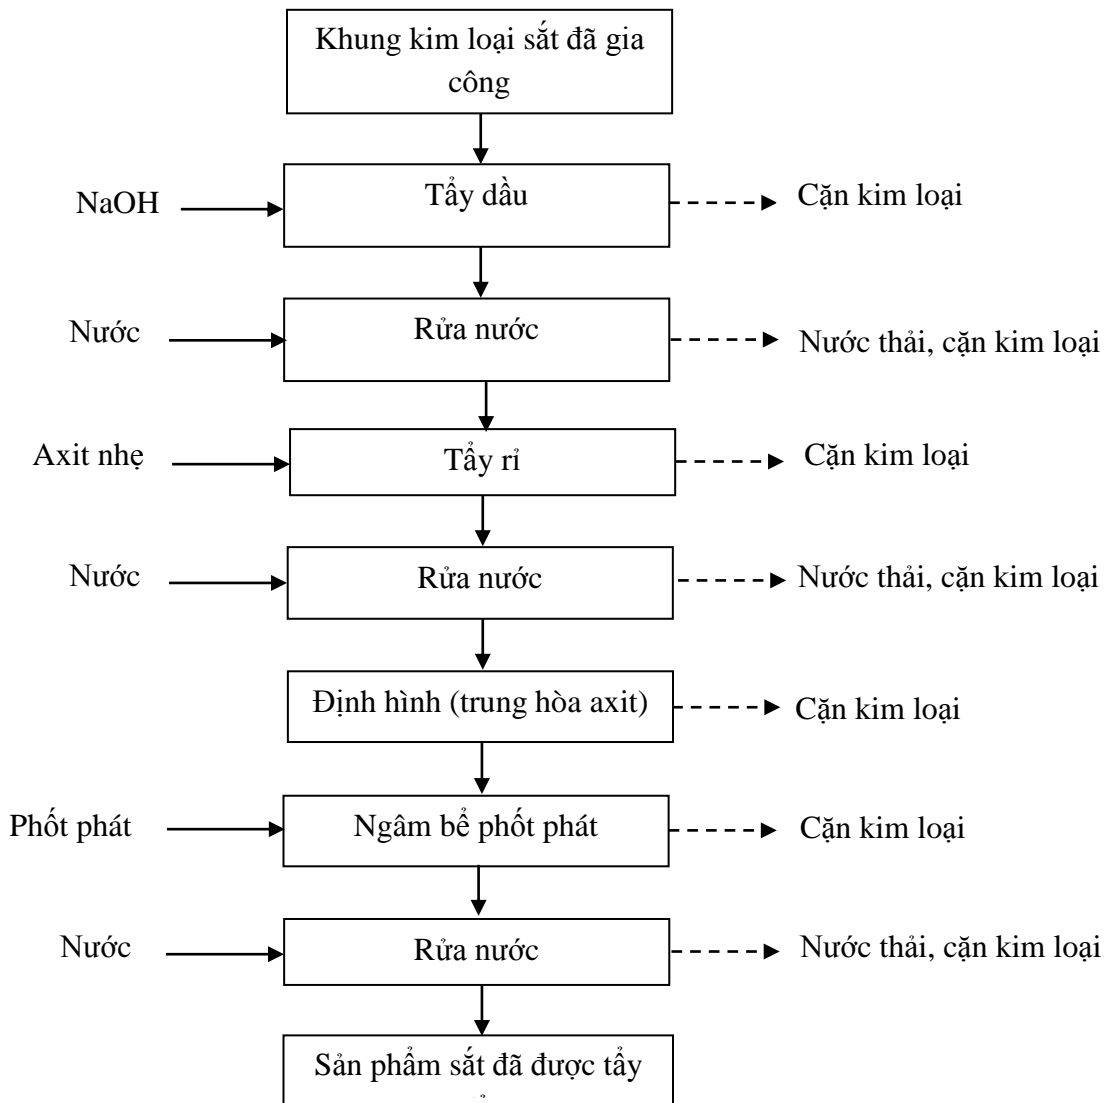 Khung kim loại sắt đã gia
công
NaOH
Tẩy dầu
Cặn kim loại
Nước
Rửa nước
Nước thải, cặn kim loại
Axit nhẹ
Tẩy rỉ
Cặn kim loại
Nước
Rửa nước
Nước thải, cặn kim loại
Định hình (trung hòa axit)
Cặn kim loại
Phốt phát
Ngâm bể phốt phát
Cặn kim loại
Nước
Rửa nước
Nước thải, cặn kim loại
Sản phẩm sắt đã được tẩy